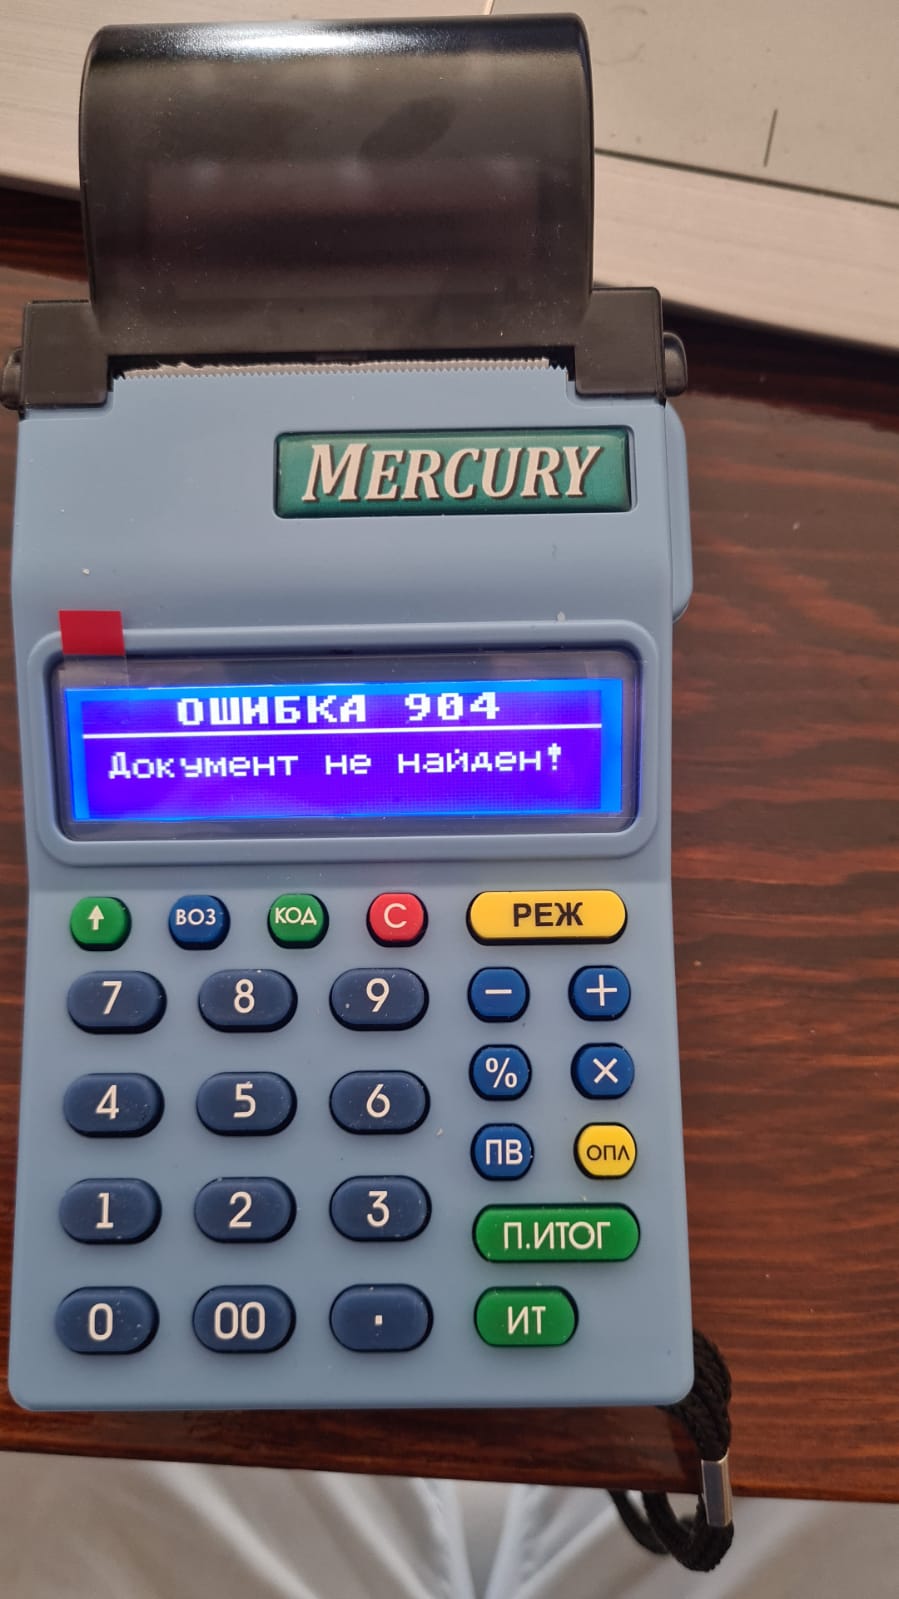 MERCURY
ОШИБКА 904
Документ не найден!
↑ ВОЗ КОД С РЕЖ
7 8 9 - +
4 5 6 % ×
ПВ ОПЛ
1 2 3 П.ИТОГ
0 00 . ИТ